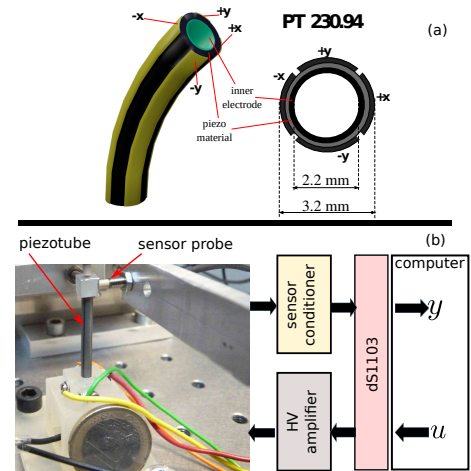 PT 230.94
(a)
-x
+y
+x
-y
inner
electrode
piezo
material
+y
-x
+x
-y
2.2 mm
3.2 mm
(b)
piezotube
sensor probe
sensor
conditioner
HV
amplifier
dS1103
computer
y
u